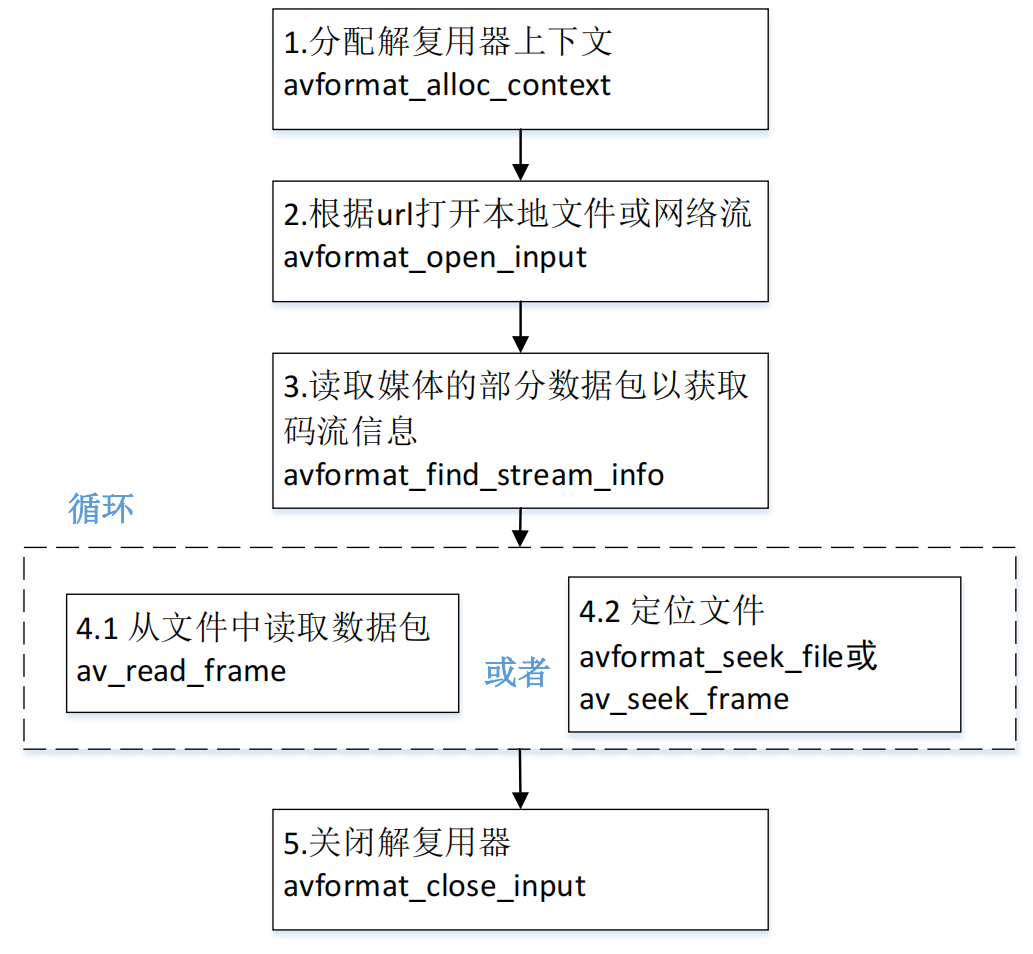 1.分配解复用器上下文
avformat_alloc_context
2.根据url打开本地文件或网络流
avformat_open_input
3.读取媒体的部分数据包以获取
码流信息
avformat_find_stream_info
循环
4.1 从文件中读取数据包
av_read_frame
或者
4.2 定位文件
avformat_seek_file或
av_seek_frame
5.关闭解复用器
avformat_close_input